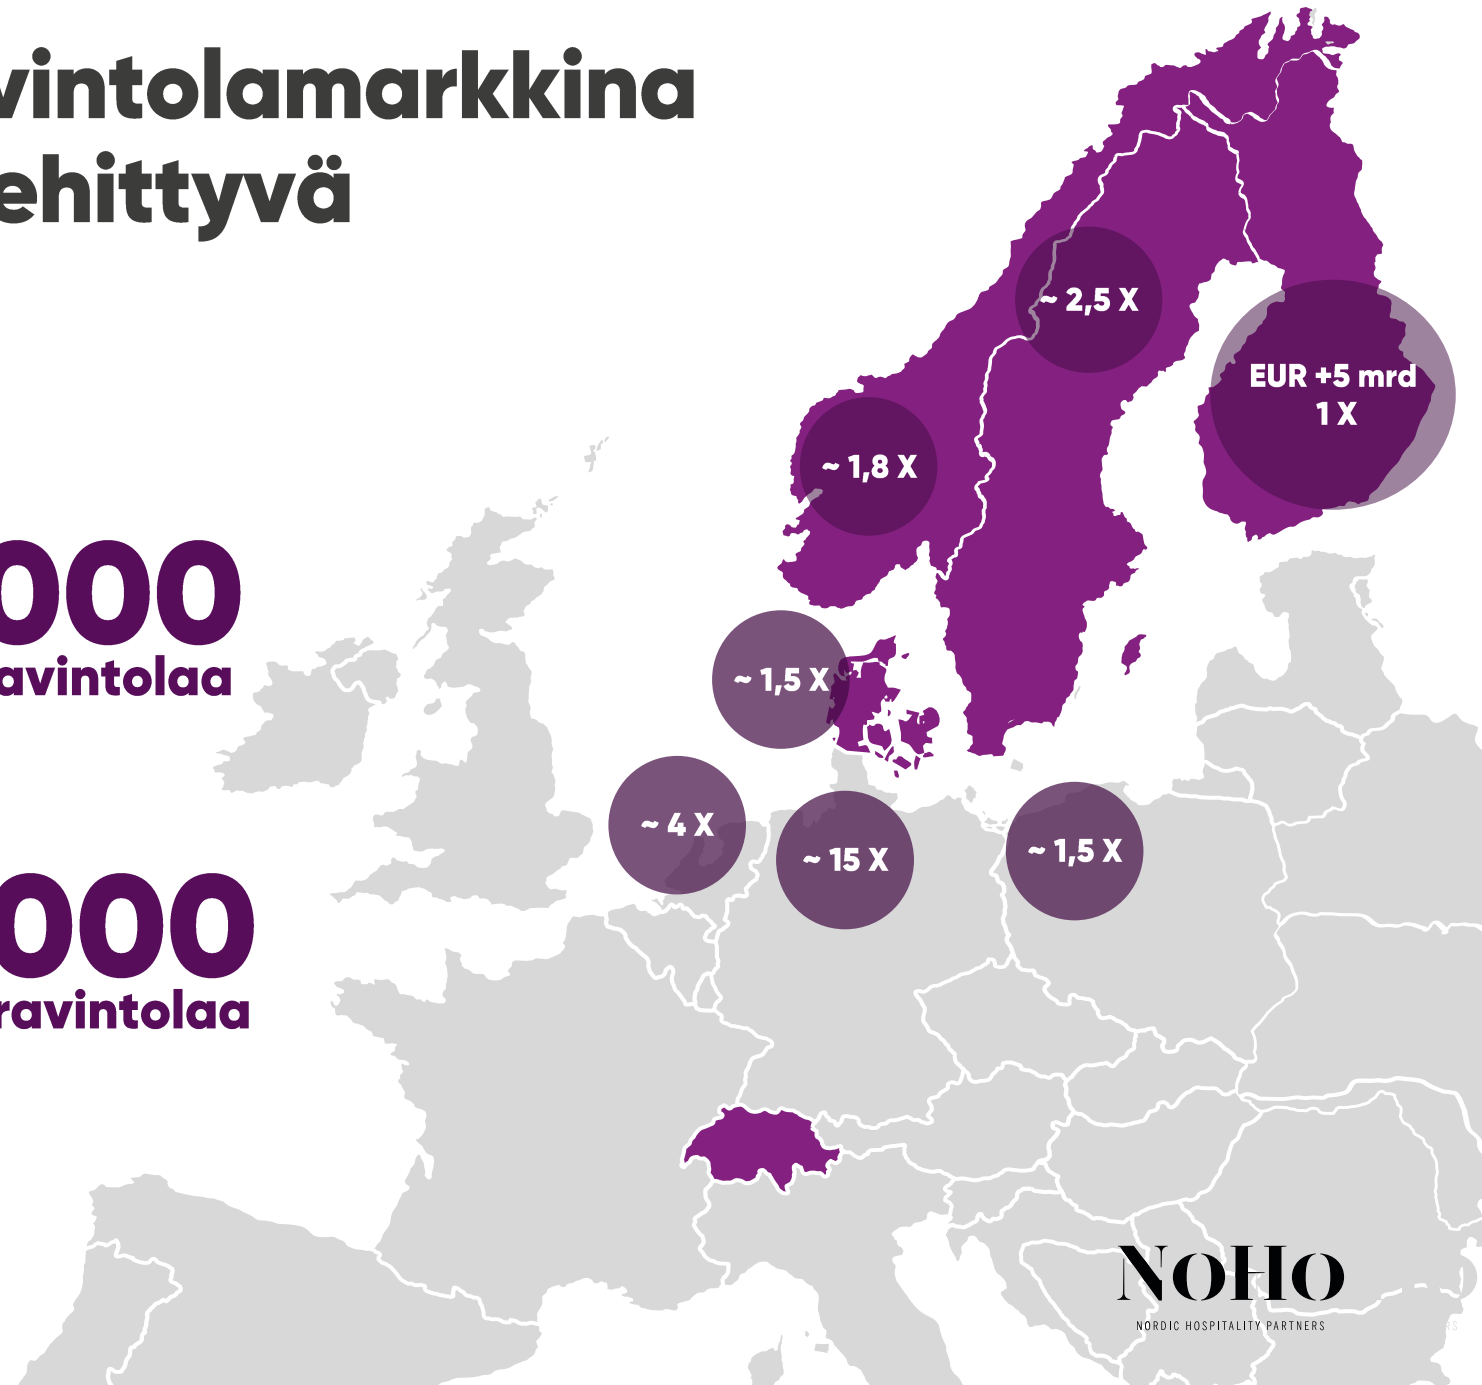 vintolamarkkina
ehittyvä
~ 2,5 X
EUR +5 mrd
1 X
~ 1,8 X
000
avintolaa
~ 1,5 X
~ 4 X
~ 15 X
~ 1,5 X
000
ravintolaa
NOHO
NORDIC HOSPITALITY PARTNERS